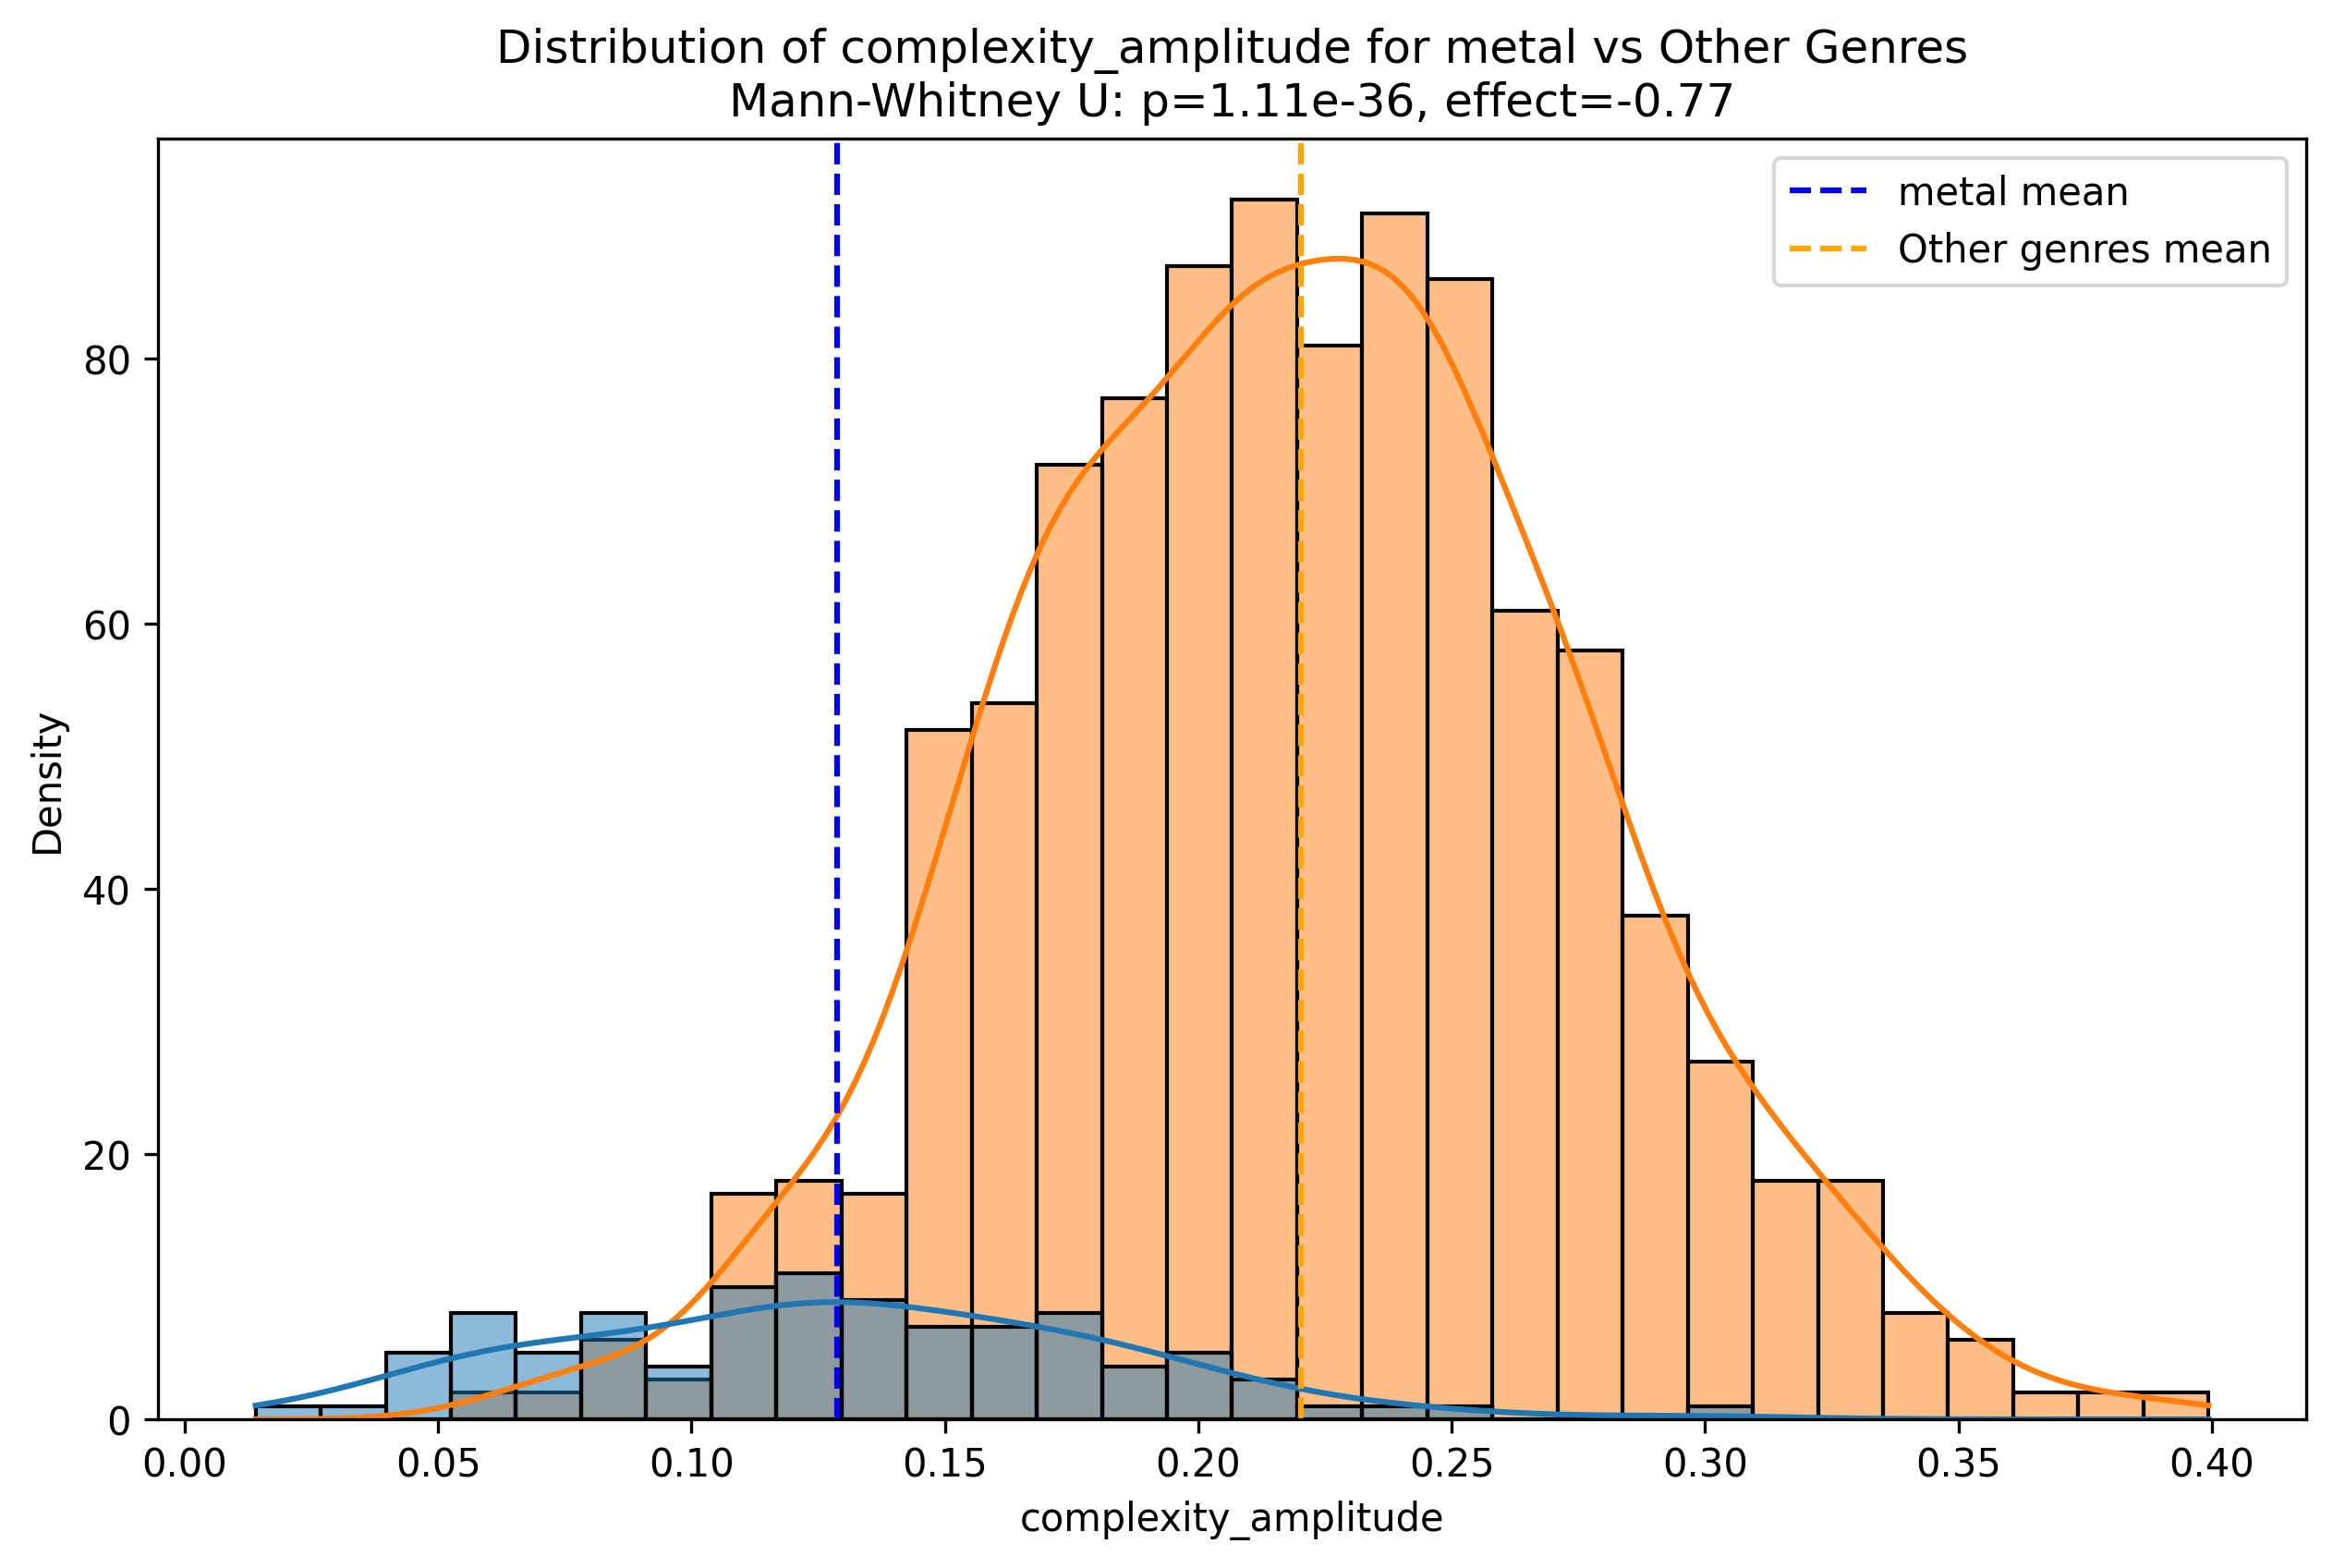 Distribution of complexity_amplitude for metal vs Other Genres
Mann-Whitney U: p=1.11e-36, effect=-0.77
metal mean
Other genres mean
Density
80
60
40
20
0
0.00 0.05 0.10 0.15 0.20 0.25 0.30 0.35 0.40
complexity_amplitude